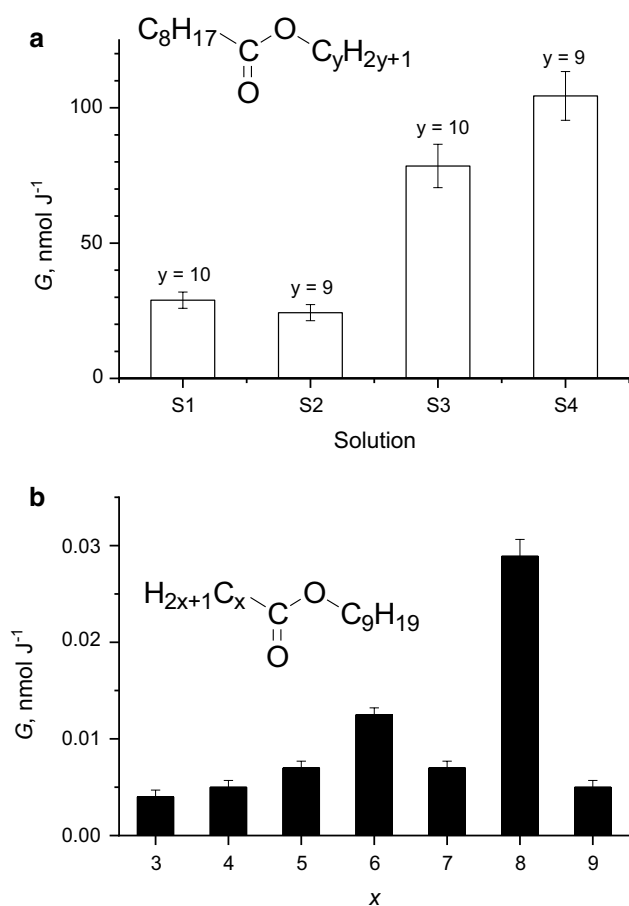 a
C8H17 C O CyH2y+1
O
y = 10
y = 9
y = 10
y = 9
100
50
0
G, nmol J-1
S1 S2 S3 S4
Solution
b
H2x+1Cx C O C9H19
O
0.03
0.02
0.01
0.00
G, nmol J-1
3 4 5 6 7 8 9
x